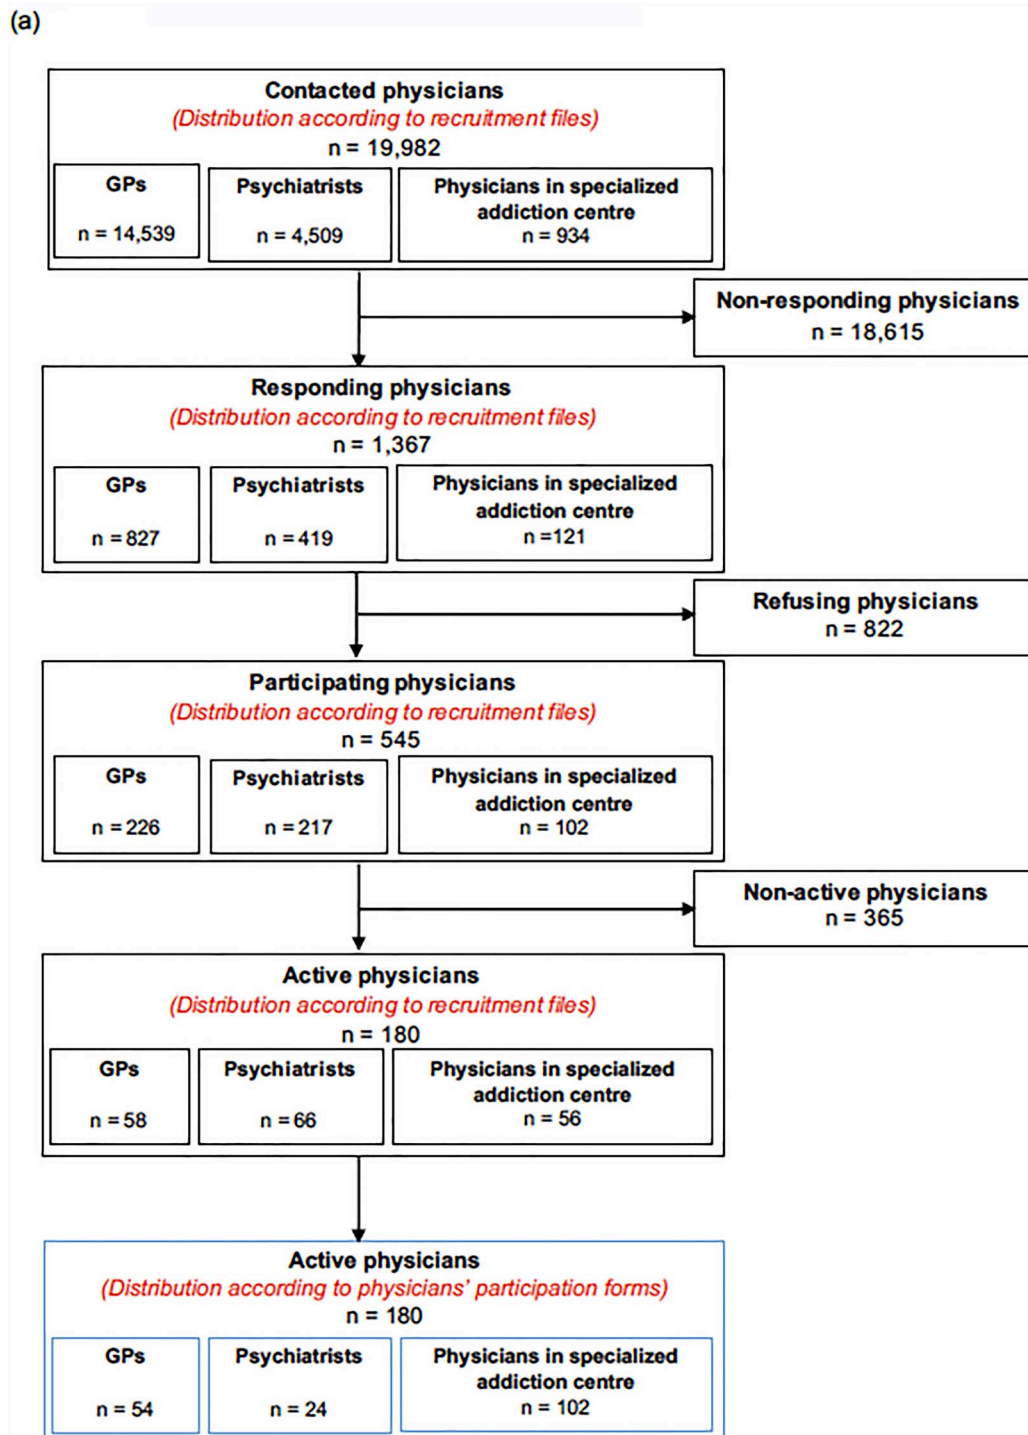 (a)
Contacted physicians
(Distribution according to recruitment files)
n = 19,982
GPs
n = 14,539
Psychiatrists
n = 4,509
Physicians in specialized
addiction centre
n = 934
Non-responding physicians
n = 18,615
Responding physicians
(Distribution according to recruitment files)
n = 1,367
GPs
n = 827
Psychiatrists
n = 419
Physicians in specialized
addiction centre
n =121
Refusing physicians
n = 822
Participating physicians
(Distribution according to recruitment files)
n = 545
GPs
n = 226
Psychiatrists
n = 217
Physicians in specialized
addiction centre
n = 102
Non-active physicians
n = 365
Active physicians
(Distribution according to recruitment files)
n = 180
GPs
n = 58
Psychiatrists
n = 66
Physicians in specialized
addiction centre
n = 56
Active physicians
(Distribution according to physicians’ participation forms)
n = 180
GPs
n = 54
Psychiatrists
n = 24
Physicians in specialized
addiction centre
n = 102